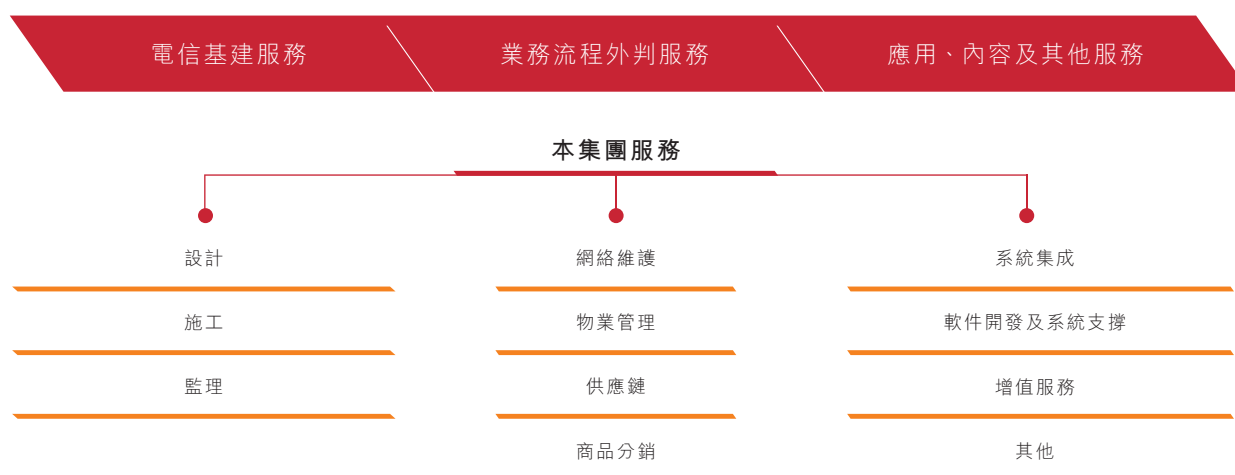 電信基建服務
業務流程外判服務
應用、內容及其他服務
本集團服務
設計
網絡維護
系統集成
施工
物業管理
軟件開發及系統支撐
監理
供應鏈
增值服務
商品分銷
其他